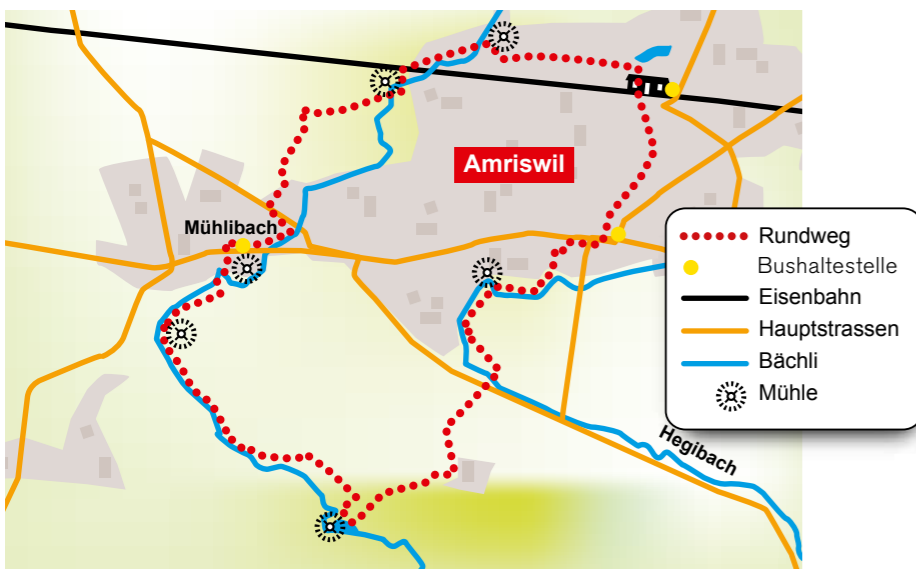 Amriswil
Mühlibach
Hegibach
Rundweg
Bushaltestelle
Eisenbahn
Hauptstrassen
Bächli
Mühle